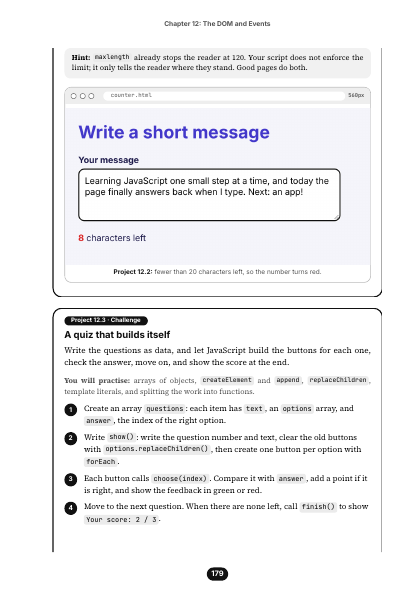 Chapter 12: The DOM and Events
Hint: maxlength already stops the reader at 120. Your script does not enforce the
limit; it only tells the reader where they stand. Good pages do both.
counter.html
560px
Write a short message
Your message
Learning JavaScript one small step at a time, and today the
page finally answers back when I type. Next: an app!
8 characters left
Project 12.2: fewer than 20 characters left, so the number turns red.
Project 12.3 · Challenge
A quiz that builds itself
Write the questions as data, and let JavaScript build the buttons for each one,
check the answer, move on, and show the score at the end.
You will practise: arrays of objects, createElement and append, replaceChildren,
template literals, and splitting the work into functions.
1 Create an array questions: each item has text, an options array, and
answer, the index of the right option.
2 Write show(): write the question number and text, clear the old buttons
with options.replaceChildren(), then create one button per option with
forEach.
3 Each button calls choose(index). Compare it with answer, add a point if it
is right, and show the feedback in green or red.
4 Move to the next question. When there are none left, call finish() to show
Your score: 2 / 3.
179